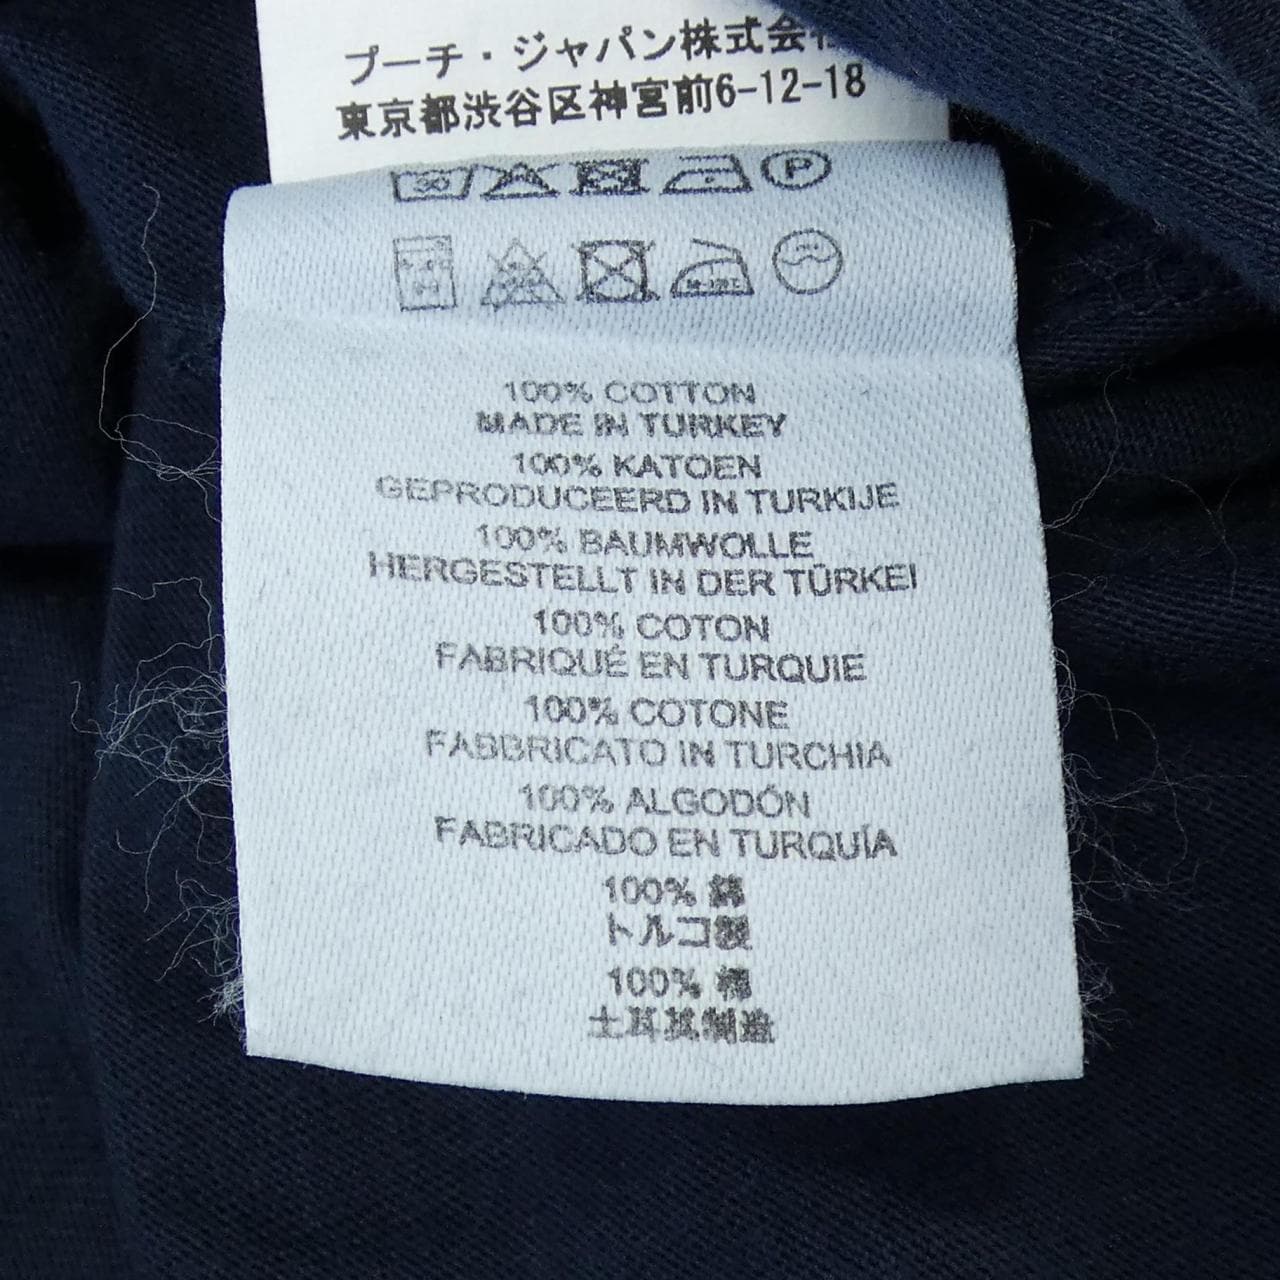 プーチ・ジャパン株式会社
東京都渋谷区神宮前6-12-18
30
P
100% COTTON
MADE IN TURKEY
100% KATOEN
GEPRODUCEERD IN TURKIJE
100% BAUMWOLLE
HERGESTELLT IN DER TÜRKEI
100% COTON
FABRIQUÉ EN TURQUIE
100% COTONE
FABBRICATO IN TURCHIA
100% ALGODÓN
FABRICADO EN TURQUÍA
100% 綿
トルコ製
100% 棉
土耳其制造